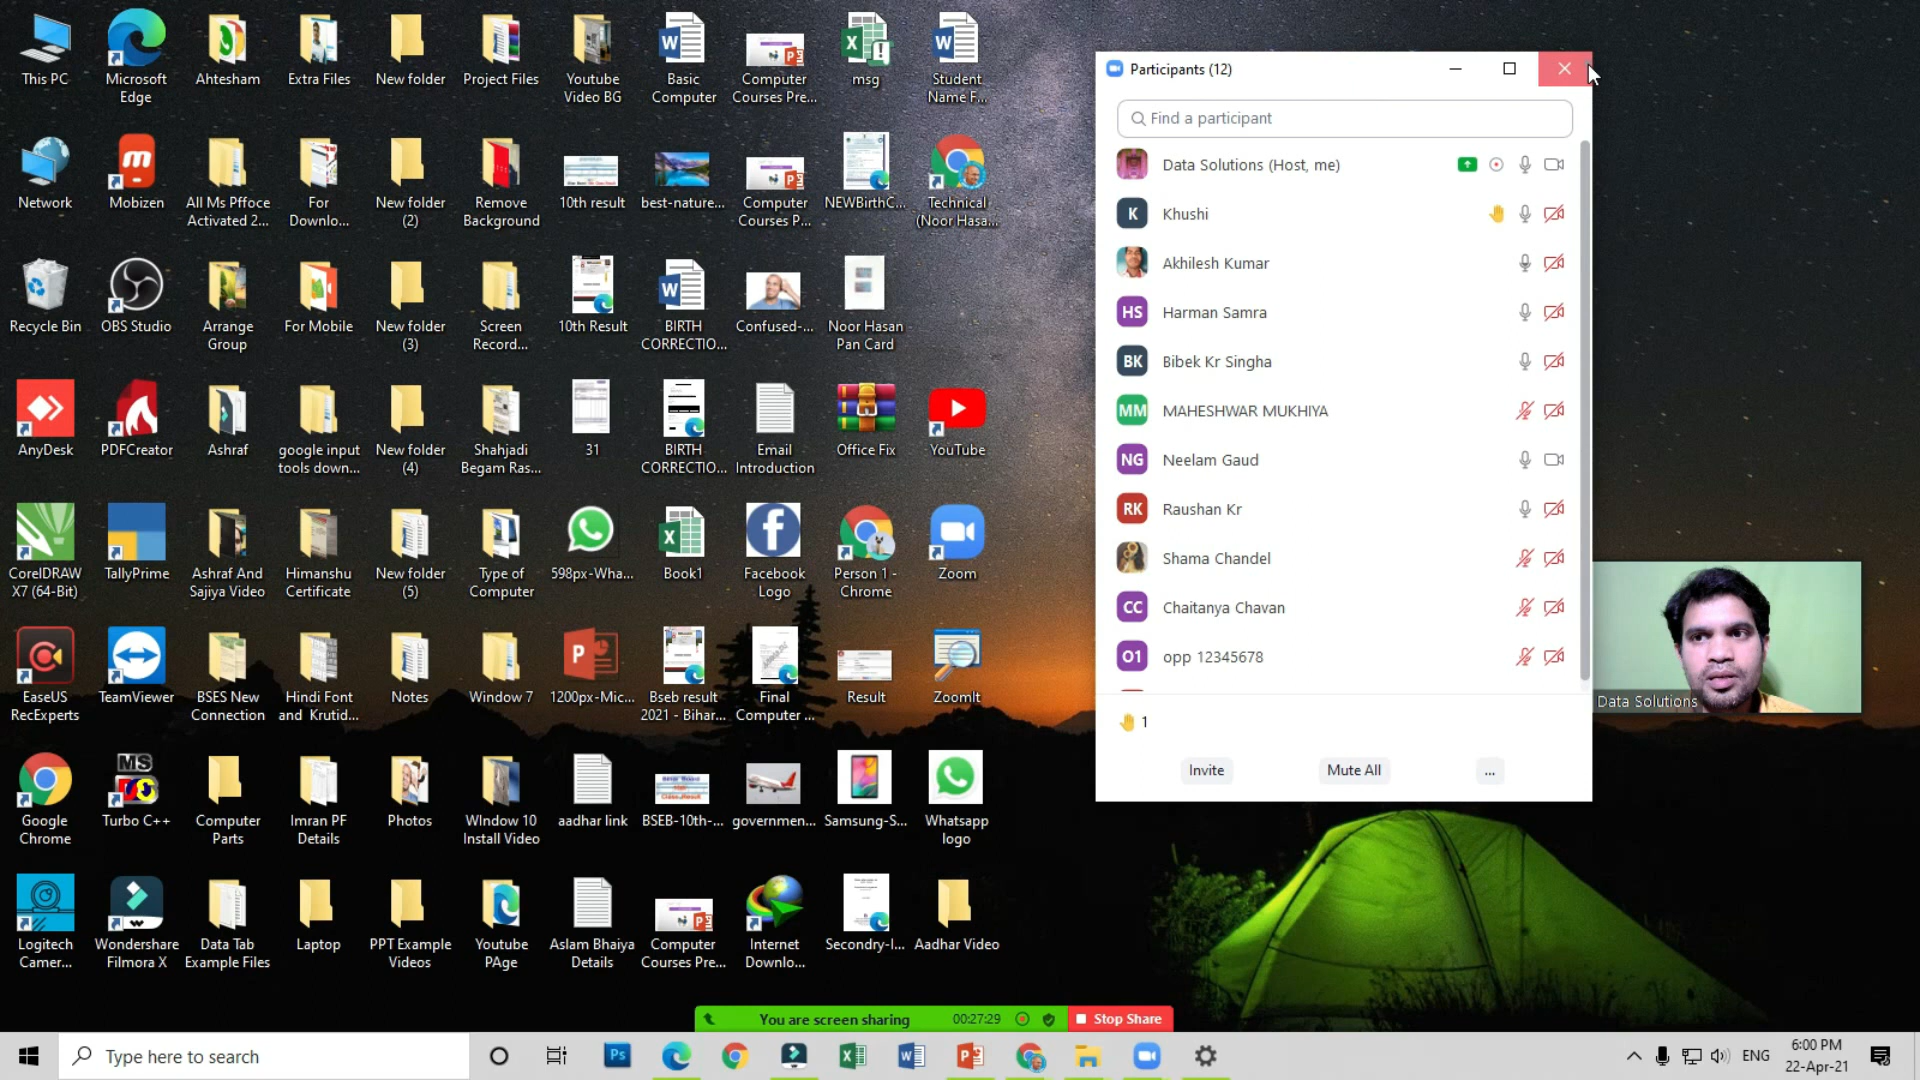 This PC
Microsoft
Edge
Ahtesham
Extra Files
New folder
Project Files
Youtube
Video BG
Basic
Computer
Computer
Courses Pre...
msg
Student
Name F...
Network
Mobizen
All Ms Pffoce
Activated 2...
For
Downlo...
New folder
(2)
Remove
Background
10th result
best-nature...
Computer
Courses P...
NEWBirthC...
Technical
(Noor Hasa...
Recycle Bin
OBS Studio
Arrange
Group
For Mobile
New folder
(3)
Screen
Record...
10th Result
BIRTH
CORRECTIO...
Confused-...
Noor Hasan
Pan Card
AnyDesk
PDFCreator
Ashraf
google input
tools down...
New folder
(4)
Shahjadi
Begam Ras...
31
BIRTH
CORRECTIO...
Email
Introduction
Office Fix
YouTube
CorelDRAW
X7 (64-Bit)
TallyPrime
Ashraf And
Sajiya Video
Himanshu
Certificate
New folder
(5)
Type of
Computer
598px-Wha...
Book1
Facebook
Logo
Person 1 -
Chrome
Zoom
EaseUS
RecExperts
TeamViewer
BSES New
Connection
Hindi Font
and Krutid...
Notes
Window 7
1200px-Mic...
Bseb result
2021 - Bihar...
Final
Computer ...
Result
ZoomIt
Google
Chrome
MS
Turbo C++
Computer
Parts
Imran PF
Details
Photos
WIndow 10
Install Video
aadhar link
BSEB-10th-...
governmen...
Samsung-S...
Whatsapp
logo
Logitech
Camer...
Wondershare
Filmora X
Data Tab
Example Files
Laptop
PPT Example
Videos
Youtube
PAge
Aslam Bhaiya
Details
Computer
Courses Pre...
Internet
Downlo...
Secondry-I...
Aadhar Video
Participants (12)
Find a participant
Data Solutions (Host, me)
K Khushi
Akhilesh Kumar
HS Harman Samra
BK Bibek Kr Singha
MM MAHESHWAR MUKHIYA
NG Neelam Gaud
RK Raushan Kr
Shama Chandel
CC Chaitanya Chavan
O1 opp 12345678
1
Invite Mute All ...
Data Solutions
You are screen sharing 00:27:29 Stop Share
Type here to search
Ps
ENG
6:00 PM
22-Apr-21